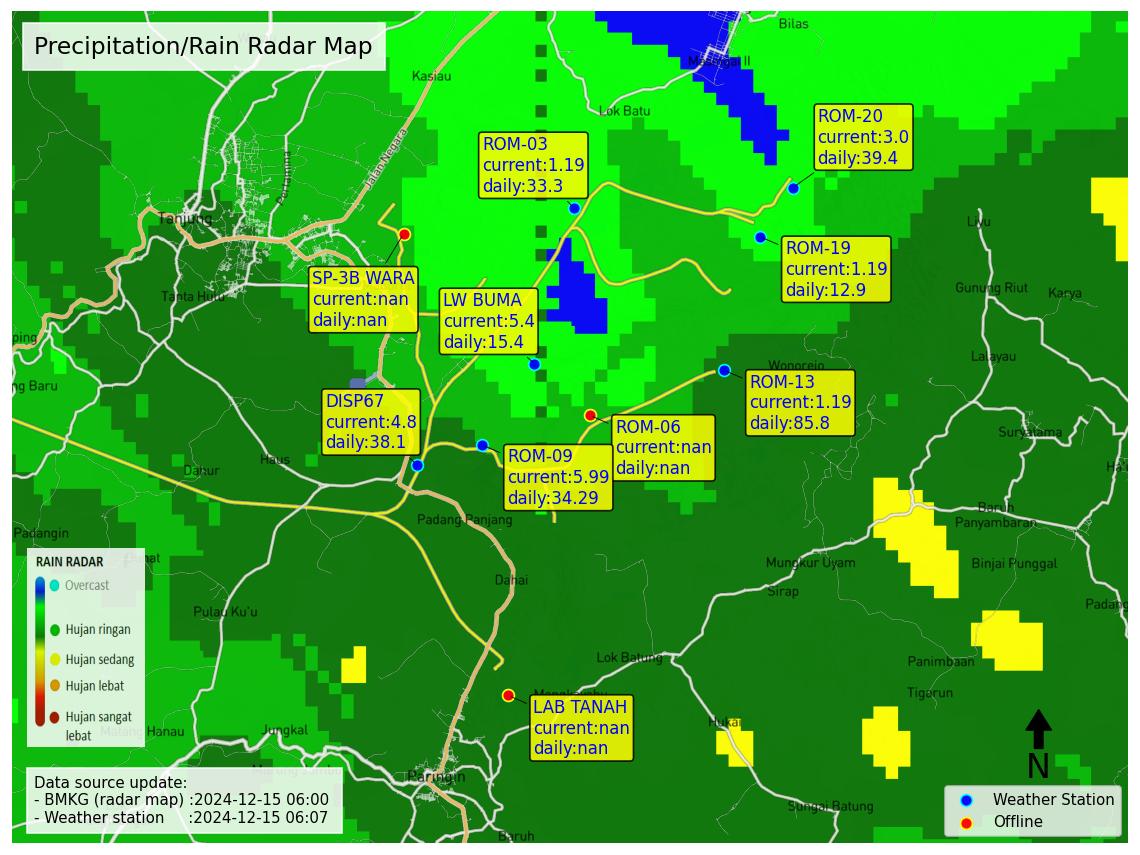 Precipitation/Rain Radar Map
Bilas
Kasiau
Lok Batu
Jalan Negara
Tanjung
Tanta Hulu
ROM-03
current:1.19
daily:33.3
ROM-20
current:3.0
daily:39.4
ROM-19
current:1.19
daily:12.9
SP-3B WARA
current:nan
daily:nan
LW BUMA
current:5.4
daily:15.4
Liyu
Gunung Riut
Karya
Lalayau
ping
ng Baru
Wonorejo
ROM-13
current:1.19
daily:85.8
DISP67
current:4.8
daily:38.1
ROM-06
current:nan
daily:nan
ROM-09
current:5.99
daily:34.29
Suryatama
Haus
Dahur
Padang Panjang
Baruh
Panyambaran
Padangin
Mungkur Uyam
Binjai Punggal
Dahai
Sirap
Padang
Pulau Ku'u
RAIN RADAR
Overcast
Hujan ringan
Hujan sedang
Hujan lebat
Hujan sangat
lebat
Lok Batung
Panimbaan
Tigarun
LAB TANAH
current:nan
daily:nan
Hukai
Hanau
Jungkal
Paringin
Sungai Batung
Baruh
N
Data source update:
- BMKG (radar map) :2024-12-15 06:00
- Weather station :2024-12-15 06:07
Weather Station
Offline